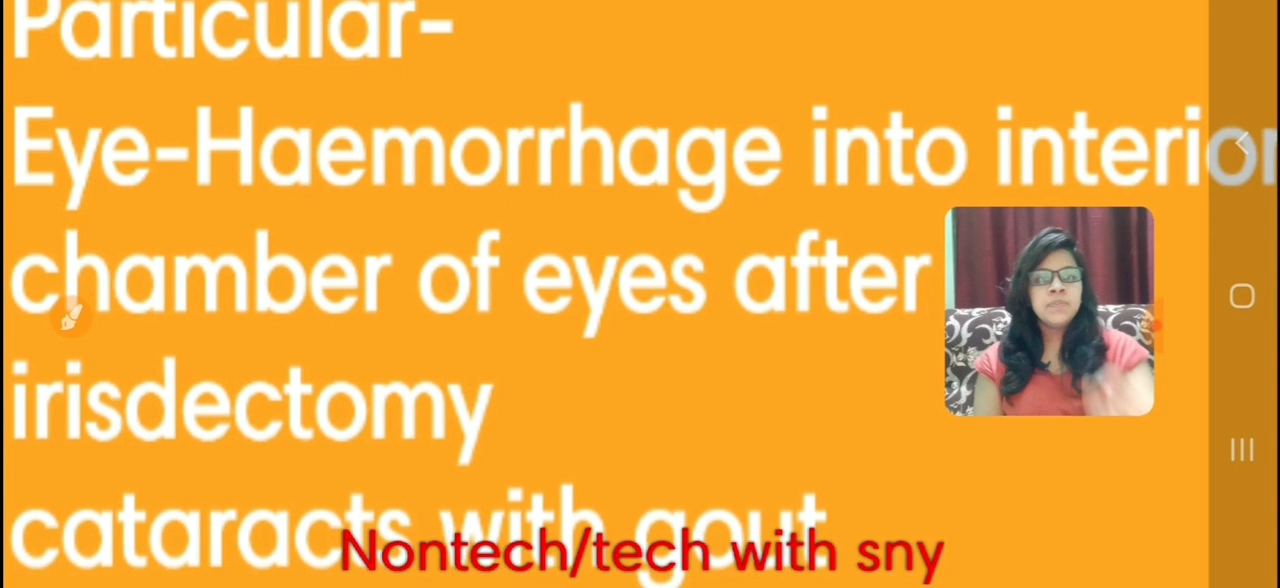 Particular-
Eye-Haemorrhage into interior
chamber of eyes after
irisdectomy
cataracts with gout
Nontech/tech with sny